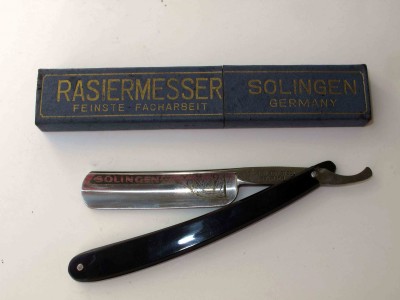 RASIERMESSER SOLINGEN
FEINSTE FACHARBEIT GERMANY
SOLINGEN